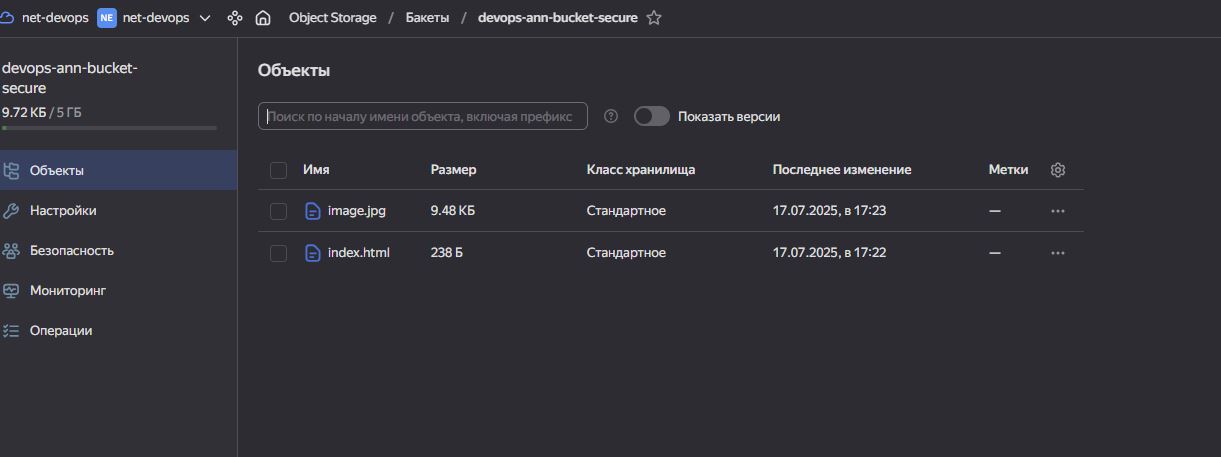 net-devops NE net-devops Object Storage / Бакеты / devops-ann-bucket-secure
devops-ann-bucket-
secure
9.72 КБ / 5 ГБ
Объекты
Настройки
Безопасность
Мониторинг
Операции
Объекты
Поиск по началу имени объекта, включая префикс ? Показать версии
Имя Размер Класс хранилища Последнее изменение Метки
image.jpg 9.48 КБ Стандартное 17.07.2025, в 17:23 — ···
index.html 238 Б Стандартное 17.07.2025, в 17:22 — ···